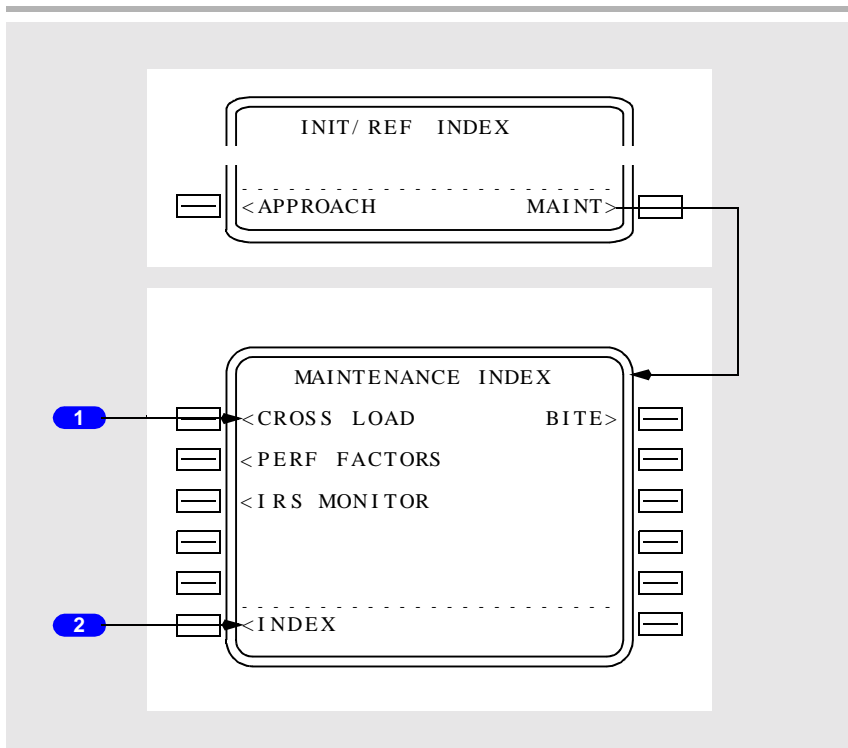 INIT/ REF INDEX
<APPROACH MAINT>
MAINTENANCE INDEX
1
<CROSS LOAD BITE>
<PERF FACTORS
<IRS MONITOR
2
<INDEX